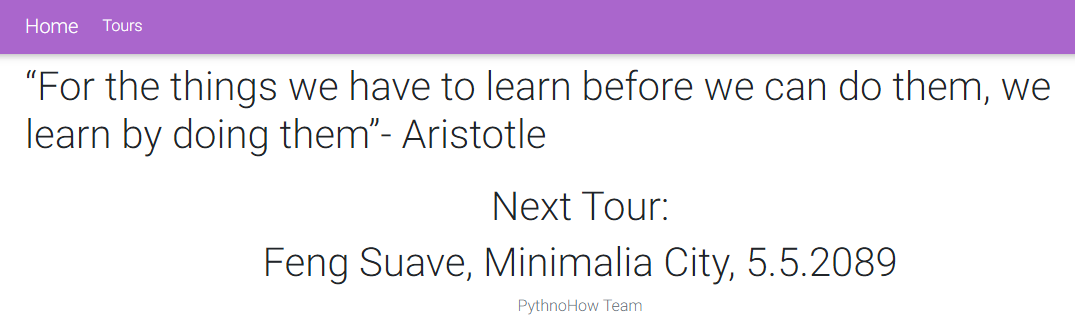 Home Tours
“For the things we have to learn before we can do them, we
learn by doing them”- Aristotle
Next Tour:
Feng Suave, Minimalia City, 5.5.2089
PythnoHow Team